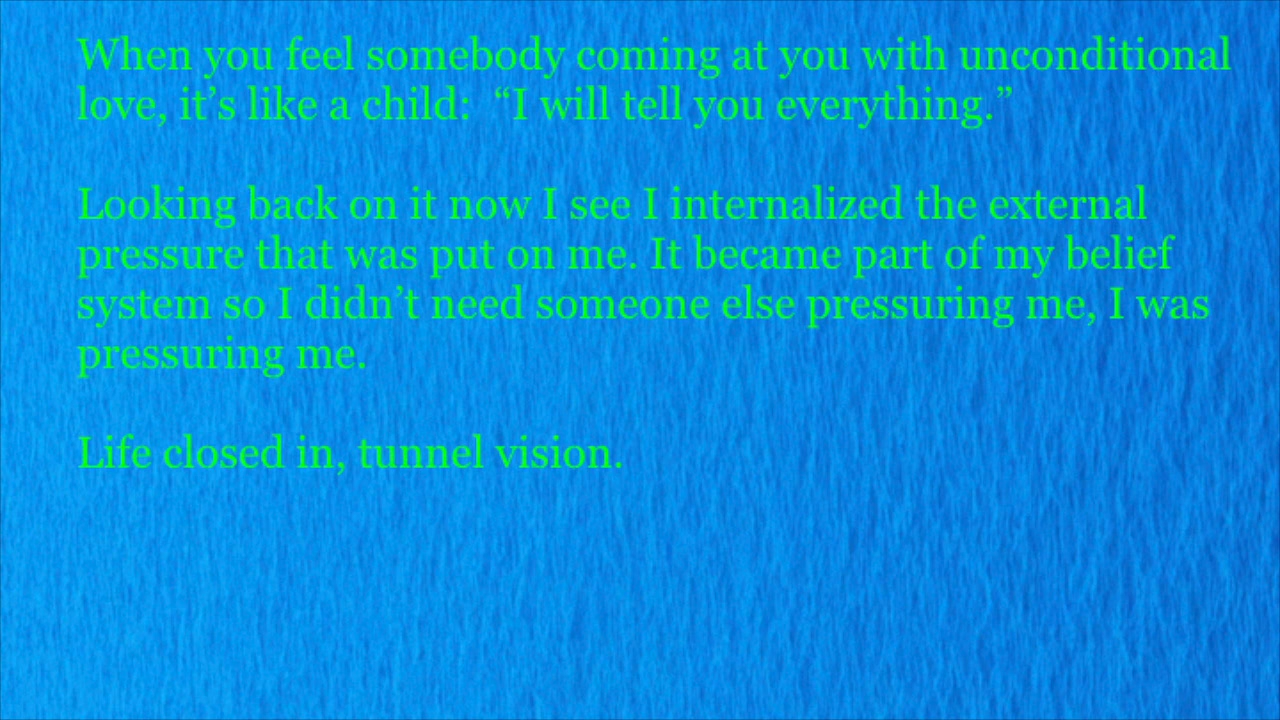 When you feel somebody coming at you with unconditional
love, it’s like a child:  “I will tell you everything.”
Looking back on it now I see I internalized the external
pressure that was put on me. It became part of my belief
system so I didn’t need someone else pressuring me, I was
pressuring me.
Life closed in, tunnel vision.